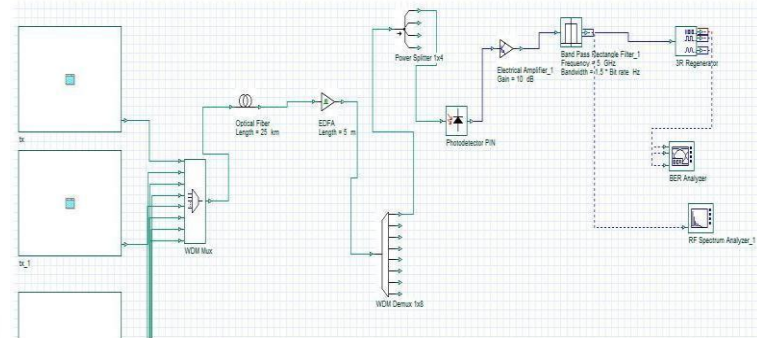 Power Splitter 1x4
Electrical Amplifier_1
Gain = 10 dB
Band Pass Rectangle Filter_1
Frequency = 5 GHz
Bandwidth = 1.5 * Bit rate Hz
3R Regenerator
Optical Fiber
Length = 25 km
EDFA
Length = 5 m
Photodetector PIN
tx
BER
BER Analyzer
WDM Mux
RF Spectrum Analyzer_1
tx_1
WDM Demux 1x8